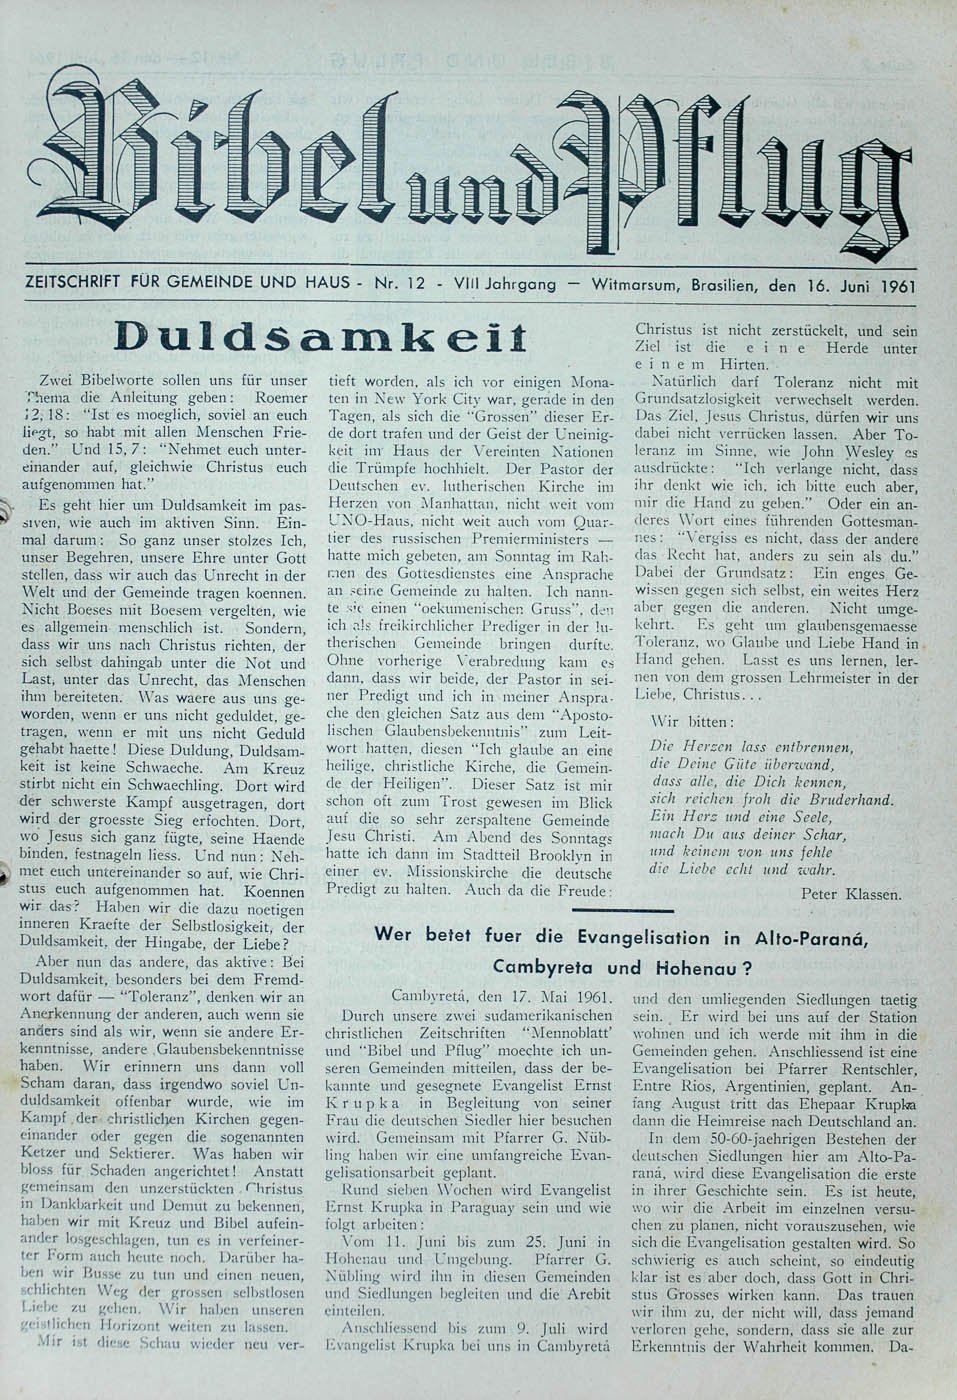 Bibel und Pflug
ZEITSCHRIFT FÜR GEMEINDE UND HAUS - Nr. 12 - VIII Jahrgang — Witmarsum, Brasilien, den 16. Juni 1961
Duldsamkeit
Zwei Bibelworte sollen uns für unser
Thema die Anleitung geben: Roemer
12, 18: "Ist es moeglich, soviel an euch
liegt, so habt mit allen Menschen Frie-
den." Und 15, 7: "Nehmet euch unter-
einander auf, gleichwie Christus euch
aufgenommen hat."
Es geht hier um Duldsamkeit im pas-
siven, wie auch im aktiven Sinn. Ein-
mal darum: So ganz unser stolzes Ich,
unser Begehren, unsere Ehre unter Gott
stellen, dass wir auch das Unrecht in der
Welt und der Gemeinde tragen koennen.
Nicht Boeses mit Boesem vergelten, wie
es allgemein menschlich ist. Sondern,
dass wir uns nach Christus richten, der
sich selbst dahingab unter die Not und
Last, unter das Unrecht, das Menschen
ihm bereiteten. Was waere aus uns ge-
worden, wenn er uns nicht geduldet, ge-
tragen, wenn er mit uns nicht Geduld
gehabt haette! Diese Duldung, Duldsam-
keit ist keine Schwaeche. Am Kreuz
stirbt nicht ein Schwaechling. Dort wird
der schwerste Kampf ausgetragen, dort
wird der groesste Sieg erfochten. Dort,
wo Jesus sich ganz fügte, seine Haende
binden, festnageln liess. Und nun: Neh-
met euch untereinander so auf, wie Chri-
stus euch aufgenommen hat. Koennen
wir das? Haben wir die dazu noetigen
inneren Kraefte der Selbstlosigkeit, der
Duldsamkeit, der Hingabe, der Liebe?
Aber nun das andere, das aktive: Bei
Duldsamkeit, besonders bei dem Fremd-
wort dafür — "Toleranz", denken wir an
Anerkennung der anderen, auch wenn sie
anders sind als wir, wenn sie andere Er-
kenntnisse, andere Glaubensbekenntnisse
haben. Wir erinnern uns dann voll
Scham daran, dass irgendwo soviel Un-
duldsamkeit offenbar wurde, wie im
Kampf der christlichen Kirchen gegen-
einander oder gegen die sogenannten
Ketzer und Sektierer. Was haben wir
bloss für Schaden angerichtet! Anstatt
gemeinsam den unzerstückten Christus
in Dankbarkeit und Demut zu bekennen,
haben wir mit Kreuz und Bibel aufein-
ander losgeschlagen, tun es in verfeiner-
ter Form auch heute noch. Darüber ha-
ben wir Busse zu tun und einen neuen,
schlichten Weg der grossen selbstlosen
Liebe zu gehen. Wir haben unseren
geistlichen Horizont weiten zu lassen.
Mir ist diese Schau wieder neu ver-
tieft worden, als ich vor einigen Mona-
ten in New York City war, gerade in den
Tagen, als sich die "Grossen" dieser Er-
de dort trafen und der Geist der Uneinig-
keit im Haus der Vereinten Nationen
die Trümpfe hochhielt. Der Pastor der
Deutschen ev. lutherischen Kirche im
Herzen von Manhattan, nicht weit vom
UNO-Haus, nicht weit auch vom Quar-
tier des russischen Premierministers —
hatte mich gebeten, am Sonntag im Rah-
men des Gottesdienstes eine Ansprache
an seine Gemeinde zu halten. Ich nann-
te sie einen "oekumenischen Gruss", den
ich als freikirchlicher Prediger in der lu-
therischen Gemeinde bringen durfte.
Ohne vorherige Verabredung kam es
dann, dass wir beide, der Pastor in sei-
ner Predigt und ich in meiner Anspra-
che den gleichen Satz aus dem "Aposto-
lischen Glaubensbekenntnis" zum Leit-
wort hatten, diesen "Ich glaube an eine
heilige, christliche Kirche, die Gemein-
de der Heiligen". Dieser Satz ist mir
schon oft zum Trost gewesen im Blick
auf die so sehr zerspaltene Gemeinde
Jesu Christi. Am Abend des Sonntags
hatte ich dann im Stadtteil Brooklyn in
einer ev. Missionskirche die deutsche
Predigt zu halten. Auch da die Freude:
Christus ist nicht zerstückelt, und sein
Ziel ist die e i n e Herde unter
e i n e m Hirten.
Natürlich darf Toleranz nicht mit
Grundsatzlosigkeit verwechselt werden.
Das Ziel, Jesus Christus, dürfen wir uns
dabei nicht verrücken lassen. Aber To-
leranz im Sinne, wie John Wesley es
ausdrückte: "Ich verlange nicht, dass
ihr denkt wie ich, ich bitte euch aber,
mir die Hand zu geben." Oder ein an-
deres Wort eines führenden Gottesman-
nes: "Vergiss es nicht, dass der andere
das Recht hat, anders zu sein als du."
Dabei der Grundsatz: Ein enges Ge-
wissen gegen sich selbst, ein weites Herz
aber gegen die anderen. Nicht umge-
kehrt. Es geht um glaubensgemaesse
Toleranz, wo Glaube und Liebe Hand in
Hand gehen. Lasst es uns lernen, ler-
nen von dem grossen Lehrmeister in der
Liebe, Christus...
Wir bitten:
Die Herzen lass entbrennen,
die Deine Güte überwand,
dass alle, die Dich kennen,
sich reichen froh die Bruderhand.
Ein Herz und eine Seele,
mach Du aus deiner Schar,
und keinem von uns fehle
die Liebe echt und wahr.
Peter Klassen.
Wer betet fuer die Evangelisation in Alto-Paraná,
Cambyreta und Hohenau?
Cambyretá, den 17. Mai 1961.
Durch unsere zwei sudamerikanischen
christlichen Zeitschriften "Mennoblatt'
und "Bibel und Pflug" moechte ich un-
seren Gemeinden mitteilen, dass der be-
kannte und gesegnete Evangelist Ernst
K r u p k a in Begleitung von seiner
Frau die deutschen Siedler hier besuchen
wird. Gemeinsam mit Pfarrer G. Nüb-
ling haben wir eine umfangreiche Evan-
gelisationsarbeit geplant.
Rund sieben Wochen wird Evangelist
Ernst Krupka in Paraguay sein und wie
folgt arbeiten:
Vom 11. Juni bis zum 25. Juni in
Hohenau und Umgebung. Pfarrer G.
Nübling wird ihn in diesen Gemeinden
und Siedlungen begleiten und die Arebit
einteilen.
Anschliessend bis zum 9. Juli wird
Evangelist Krupka bei uns in Cambyretá
und den umliegenden Siedlungen taetig
sein. Er wird bei uns auf der Station
wohnen und ich werde mit ihm in die
Gemeinden gehen. Anschliessend ist eine
Evangelisation bei Pfarrer Rentschler,
Entre Rios, Argentinien, geplant. An-
fang August tritt das Ehepaar Krupka
dann die Heimreise nach Deutschland an.
In dem 50-60-jaehrigen Bestehen der
deutschen Siedlungen hier am Alto-Pa-
raná, wird diese Evangelisation die erste
in ihrer Geschichte sein. Es ist heute,
wo wir die Arbeit im einzelnen versu-
chen zu planen, nicht vorauszusehen, wie
sich die Evangelisation gestalten wird. So
schwierig es auch scheint, so eindeutig
klar ist es aber doch, dass Gott in Chri-
stus Grosses wirken kann. Das trauen
wir ihm zu, der nicht will, dass jemand
verloren gehe, sondern, dass sie alle zur
Erkenntnis der Wahrheit kommen. Da-